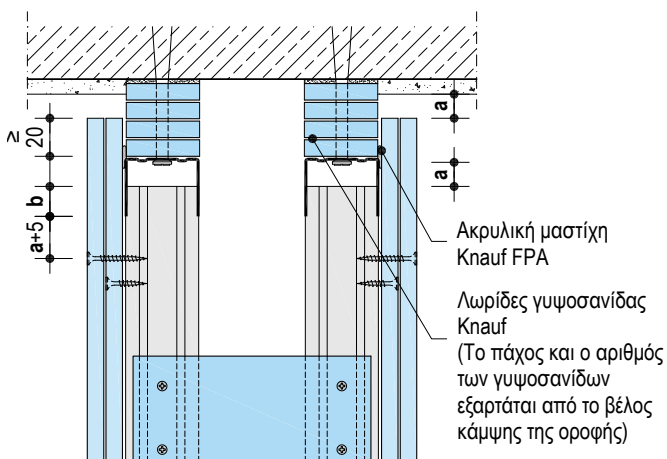 a
≥
20
a
b
a+5
Ακρυλική μαστίχη
Knauf FPA
Λωρίδες γυψοσανίδας
Knauf
(Το πάχος και ο αριθμός
των γυψοσανίδων
εξαρτάται από το βέλος
κάμψης της οροφής)